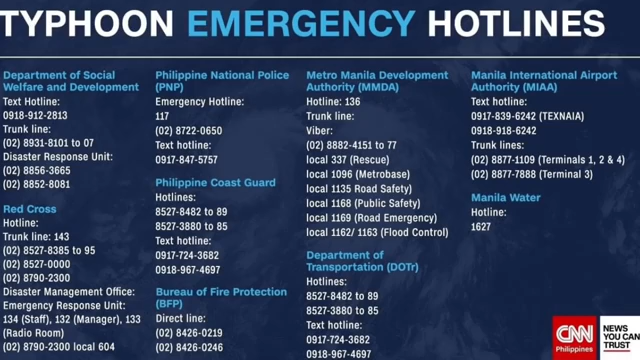 TYPHOON EMERGENCY HOTLINES
Department of Social
Welfare and Development
Text Hotline:
0918-912-2813
Trunk line:
(02) 8931-8101 to 07
Disaster Response Unit:
(02) 8856-3665
(02) 8852-8081
Red Cross
Hotline:
Trunk line: 143
(02) 8527-8385 to 95
(02) 8527-0000
(02) 8790-2300
Disaster Management Office:
Emergency Response Unit:
134 (Staff), 132 (Manager), 133
(Radio Room)
(02) 8790-2300 local 604
Philippine National Police
(PNP)
Emergency Hotline:
117
(02) 8722-0650
Text hotline:
0917-847-5757
Philippine Coast Guard
Hotlines:
8527-8482 to 89
8527-3880 to 85
Text hotline:
0917-724-3682
0918-967-4697
Bureau of Fire Protection
(BFP)
Direct line:
(02) 8426-0219
(02) 8426-0246
Metro Manila Development
Authority (MMDA)
Hotline: 136
Trunk line:
Viber:
(02) 8882-4151 to 77
local 337 (Rescue)
local 1096 (Metrobase)
local 1135 Road Safety)
local 1168 (Public Safety)
local 1169 (Road Emergency)
local 1162/ 1163 (Flood Control)
Department of
Transportation (DOTr)
Hotlines:
8527-8482 to 89
8527-3880 to 85
Text hotline:
0917-724-3682
0918-967-4697
Manila International Airport
Authority (MIAA)
Text hotline:
0917-839-6242 (TEXNAIA)
0918-918-6242
Trunk lines:
(02) 8877-1109 (Terminals 1, 2 & 4)
(02) 8877-7888 (Terminal 3)
Manila Water
Hotline:
1627
CNN
Philippines
NEWS
YOU CAN
TRUST